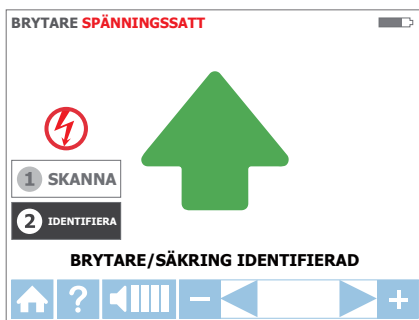 BRYTARE SPÄNNINGSSATT
1 SKANNA
2 IDENTIFIERA
BRYTARE/SÄKRING IDENTIFIERAD
? − +